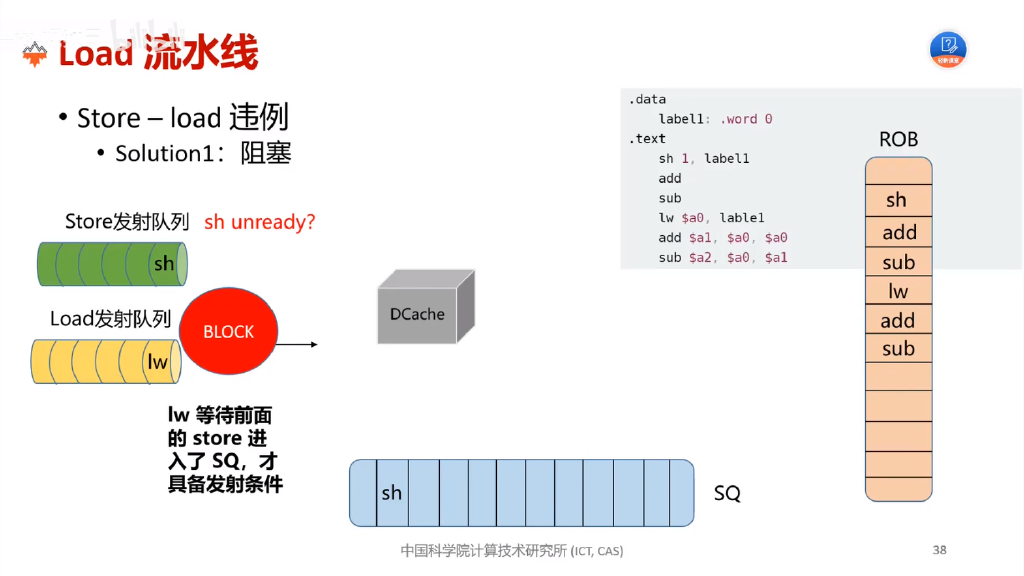 Load 流水线
• Store – load 违例
• Solution1：阻塞
Store发射队列 sh unready?
sh
Load发射队列
lw
BLOCK
lw 等待前面
的 store 进
入了 SQ，才
具备发射条件
DCache
.data
label1: .word 0
.text
sh 1, label1
add
sub
lw $a0, lable1
add $a1, $a0, $a0
sub $a2, $a0, $a1
ROB
sh
add
sub
lw
add
sub
sh
SQ
中国科学院计算技术研究所 (ICT, CAS)
38